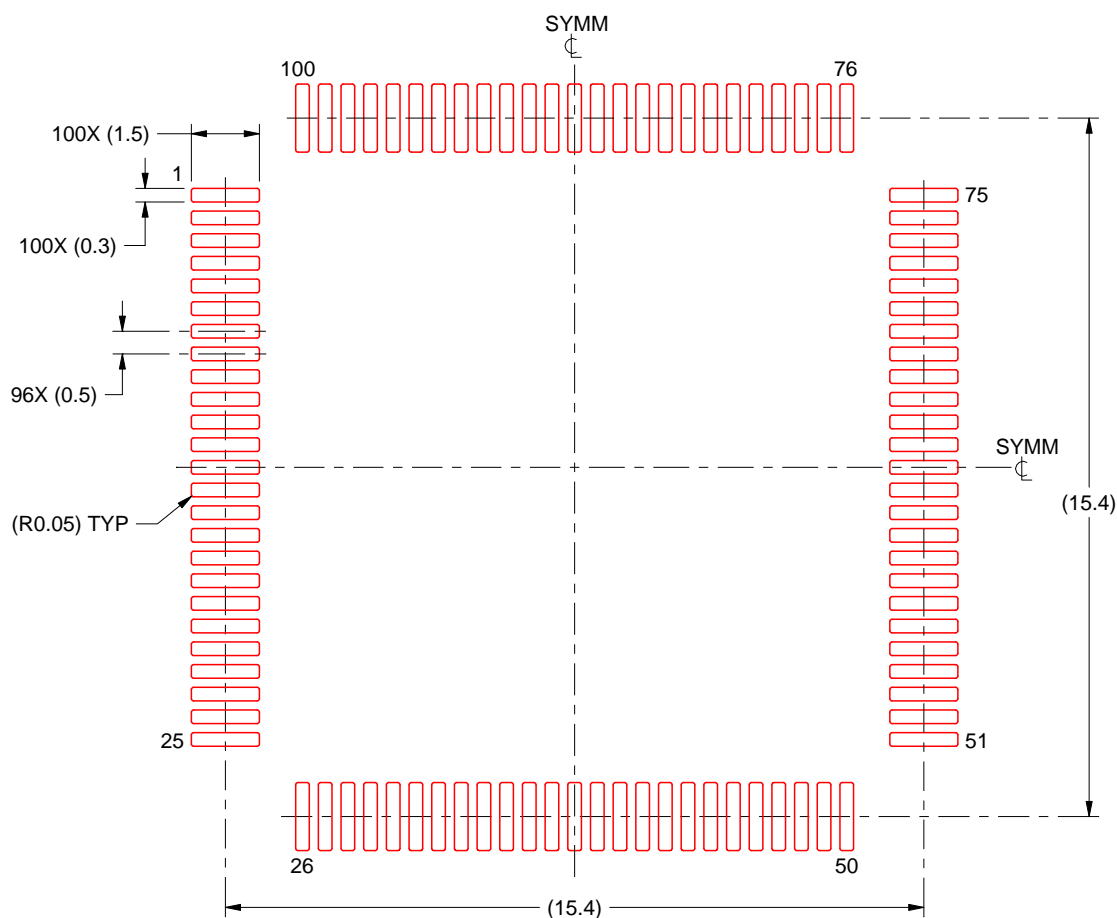 SYMM
100
76
100X (1.5)
1
75
100X (0.3)
96X (0.5)
SYMM
(15.4)
(R0.05) TYP
25
51
26
50
(15.4)